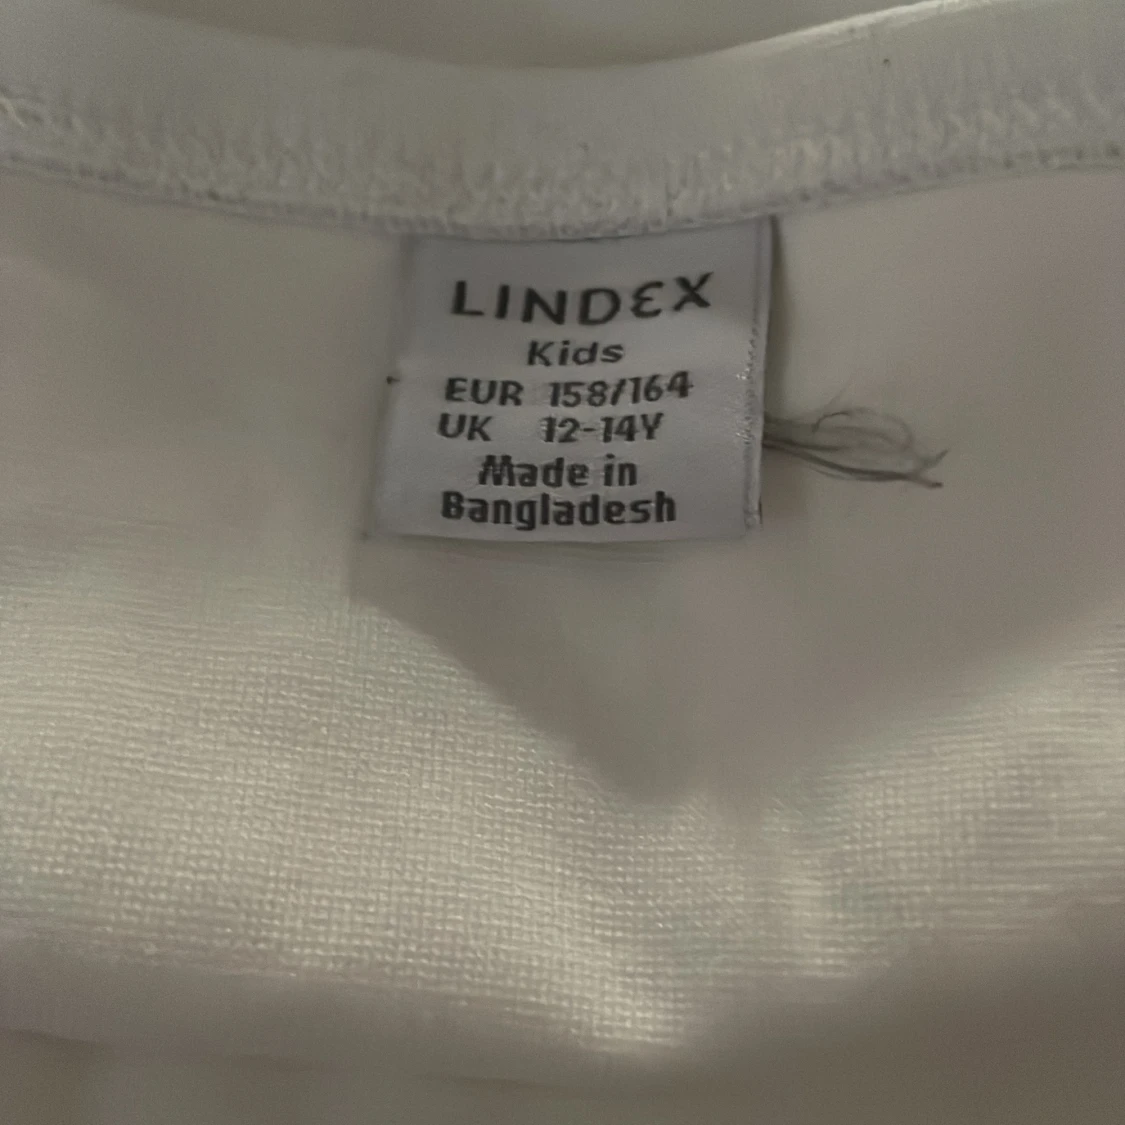 LINDEX
Kids
EUR 158/164
UK 12-14Y
Made in
Bangladesh